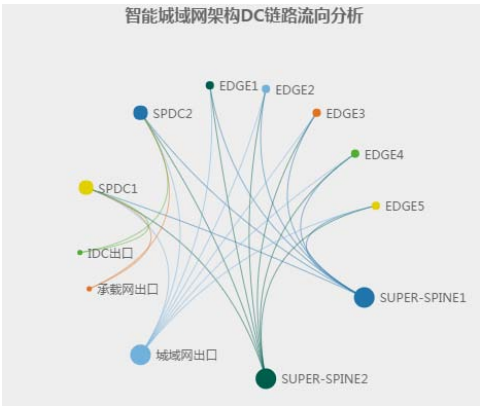 智能城域网架构DC链路流向分析
EDGE1
EDGE2
SPDC2
EDGE3
EDGE4
SPDC1
EDGE5
IDC出口
承载网出口
SUPER-SPINE1
城域网出口
SUPER-SPINE2